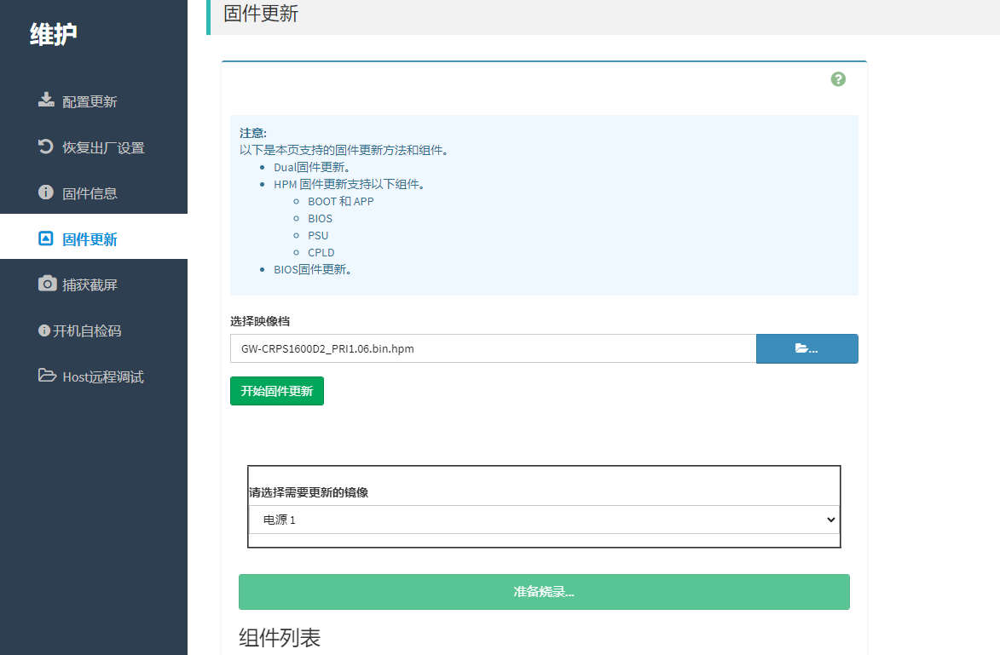 维护
配置更新
恢复出厂设置
固件信息
固件更新
捕获截屏
开机自检码
Host远程调试
固件更新
注意:
以下是本页支持的固件更新方法和组件。
Dual固件更新。
HPM 固件更新支持以下组件。
BOOT 和 APP
BIOS
PSU
CPLD
BIOS固件更新。
选择映像档
GW-CRPS1600D2_PRI1.06.bin.hpm
...
开始固件更新
请选择需要更新的镜像
电源 1
准备烧录...
组件列表